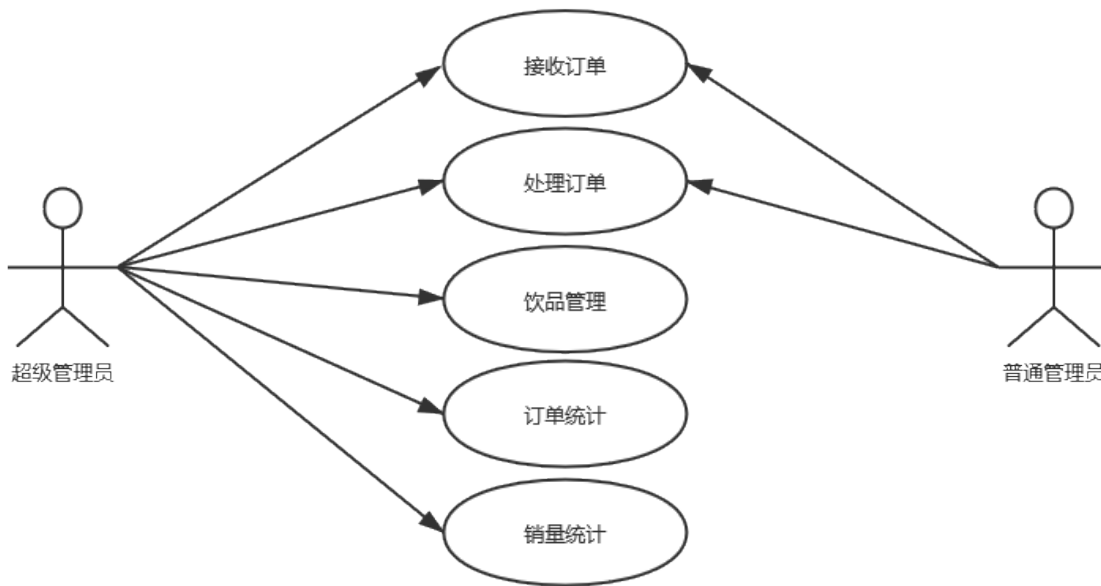 接收订单
处理订单
饮品管理
超级管理员
普通管理员
订单统计
销量统计